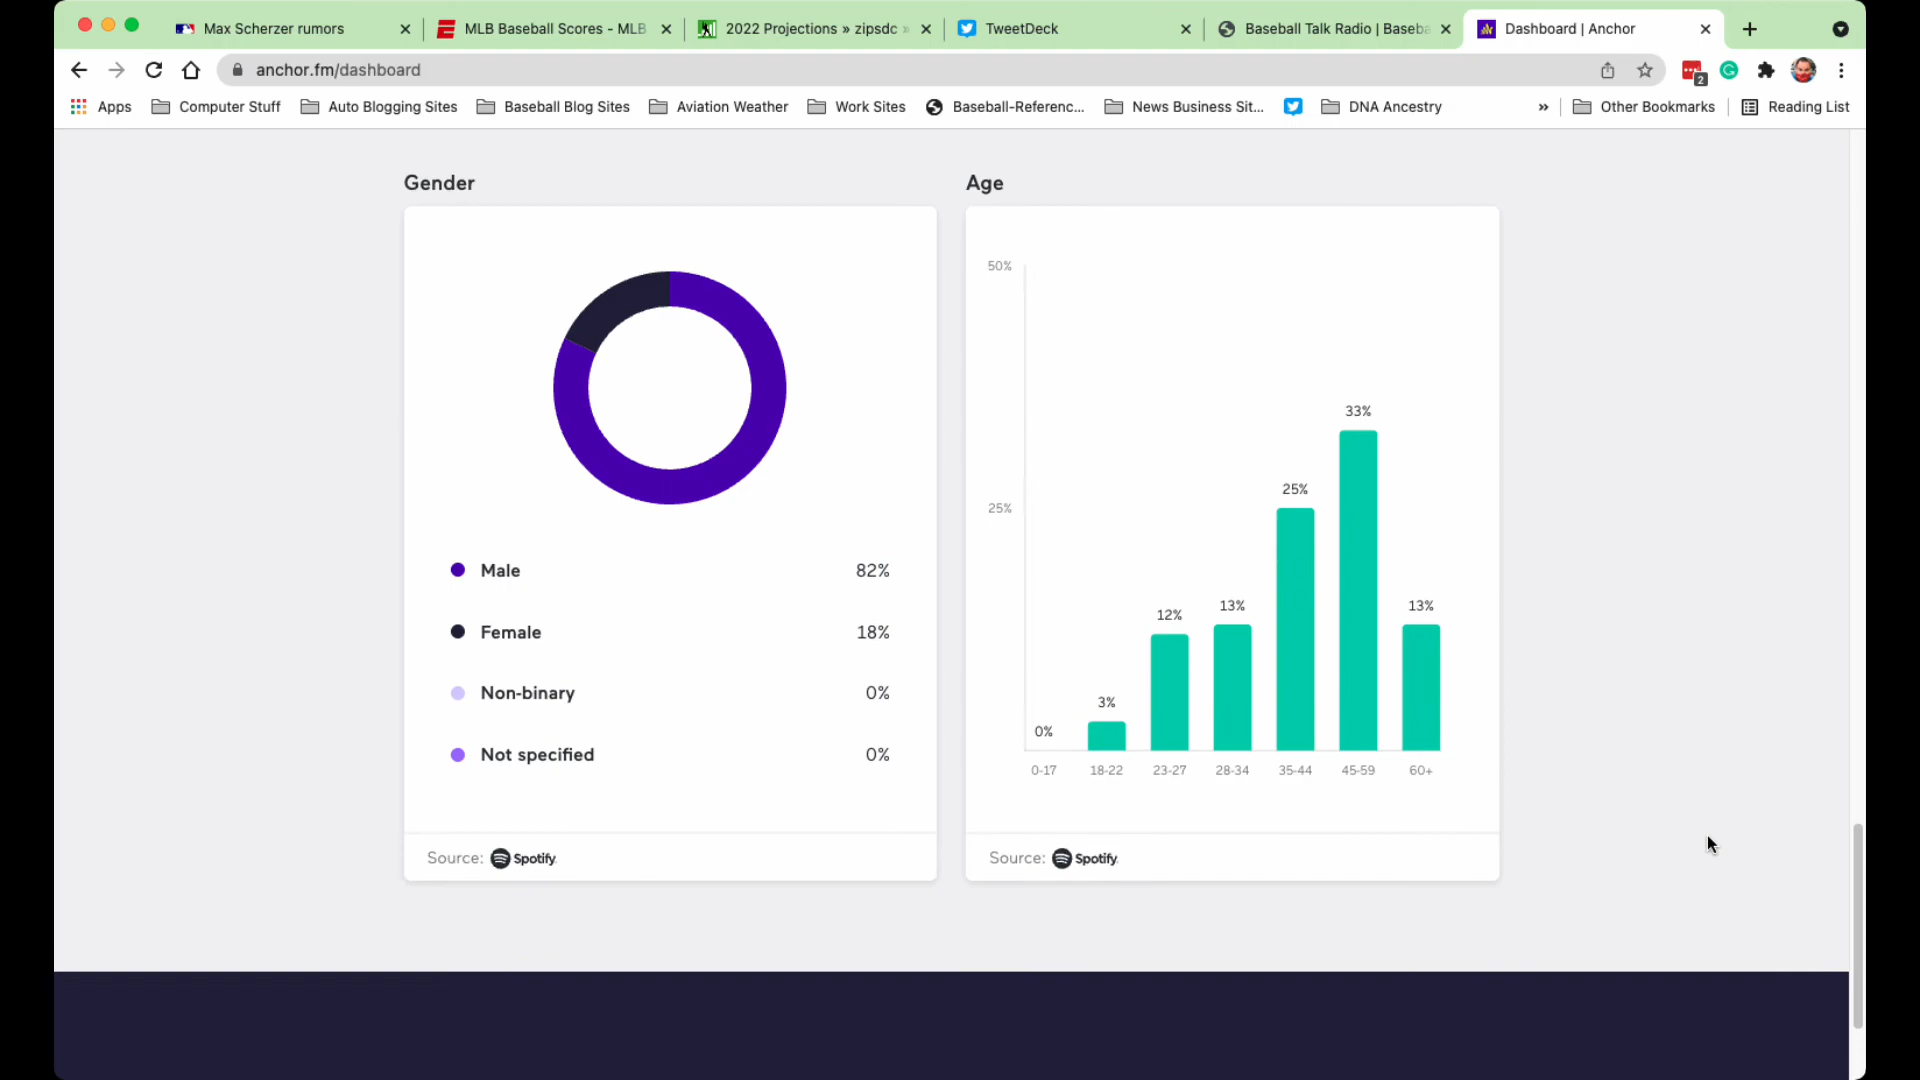 Max Scherzer rumors
MLB Baseball Scores - MLB
2022 Projections » zipsdc »
TweetDeck
Baseball Talk Radio | Baseba
Dashboard | Anchor
anchor.fm/dashboard
2
Apps
Computer Stuff
Auto Blogging Sites
Baseball Blog Sites
Aviation Weather
Work Sites
Baseball-Referenc...
News Business Sit...
DNA Ancestry
»
Other Bookmarks
Reading List
Gender
Male 82%
Female 18%
Non-binary 0%
Not specified 0%
Source: Spotify
Age
50%
33%
25%
25%
13%
13%
12%
3%
0%
0-17 18-22 23-27 28-34 35-44 45-59 60+
Source: Spotify